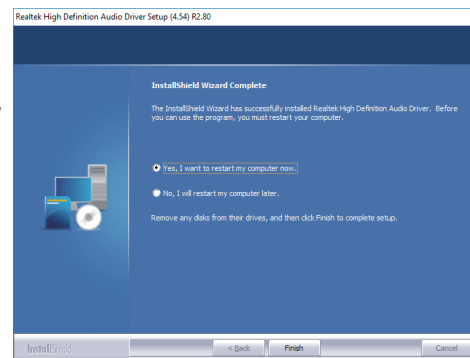 Realtek High Definition Audio Driver Setup (4.54) R2.80
InstallShield Wizard Complete
The InstallShield Wizard has successfully installed Realtek High Definition Audio Driver. Before
you can use the program, you must restart your computer.
Yes, I want to restart my computer now.
No, I will restart my computer later.
Remove any disks from their drives, and then click Finish to complete setup.
InstallShield
< Back
Finish
Cancel